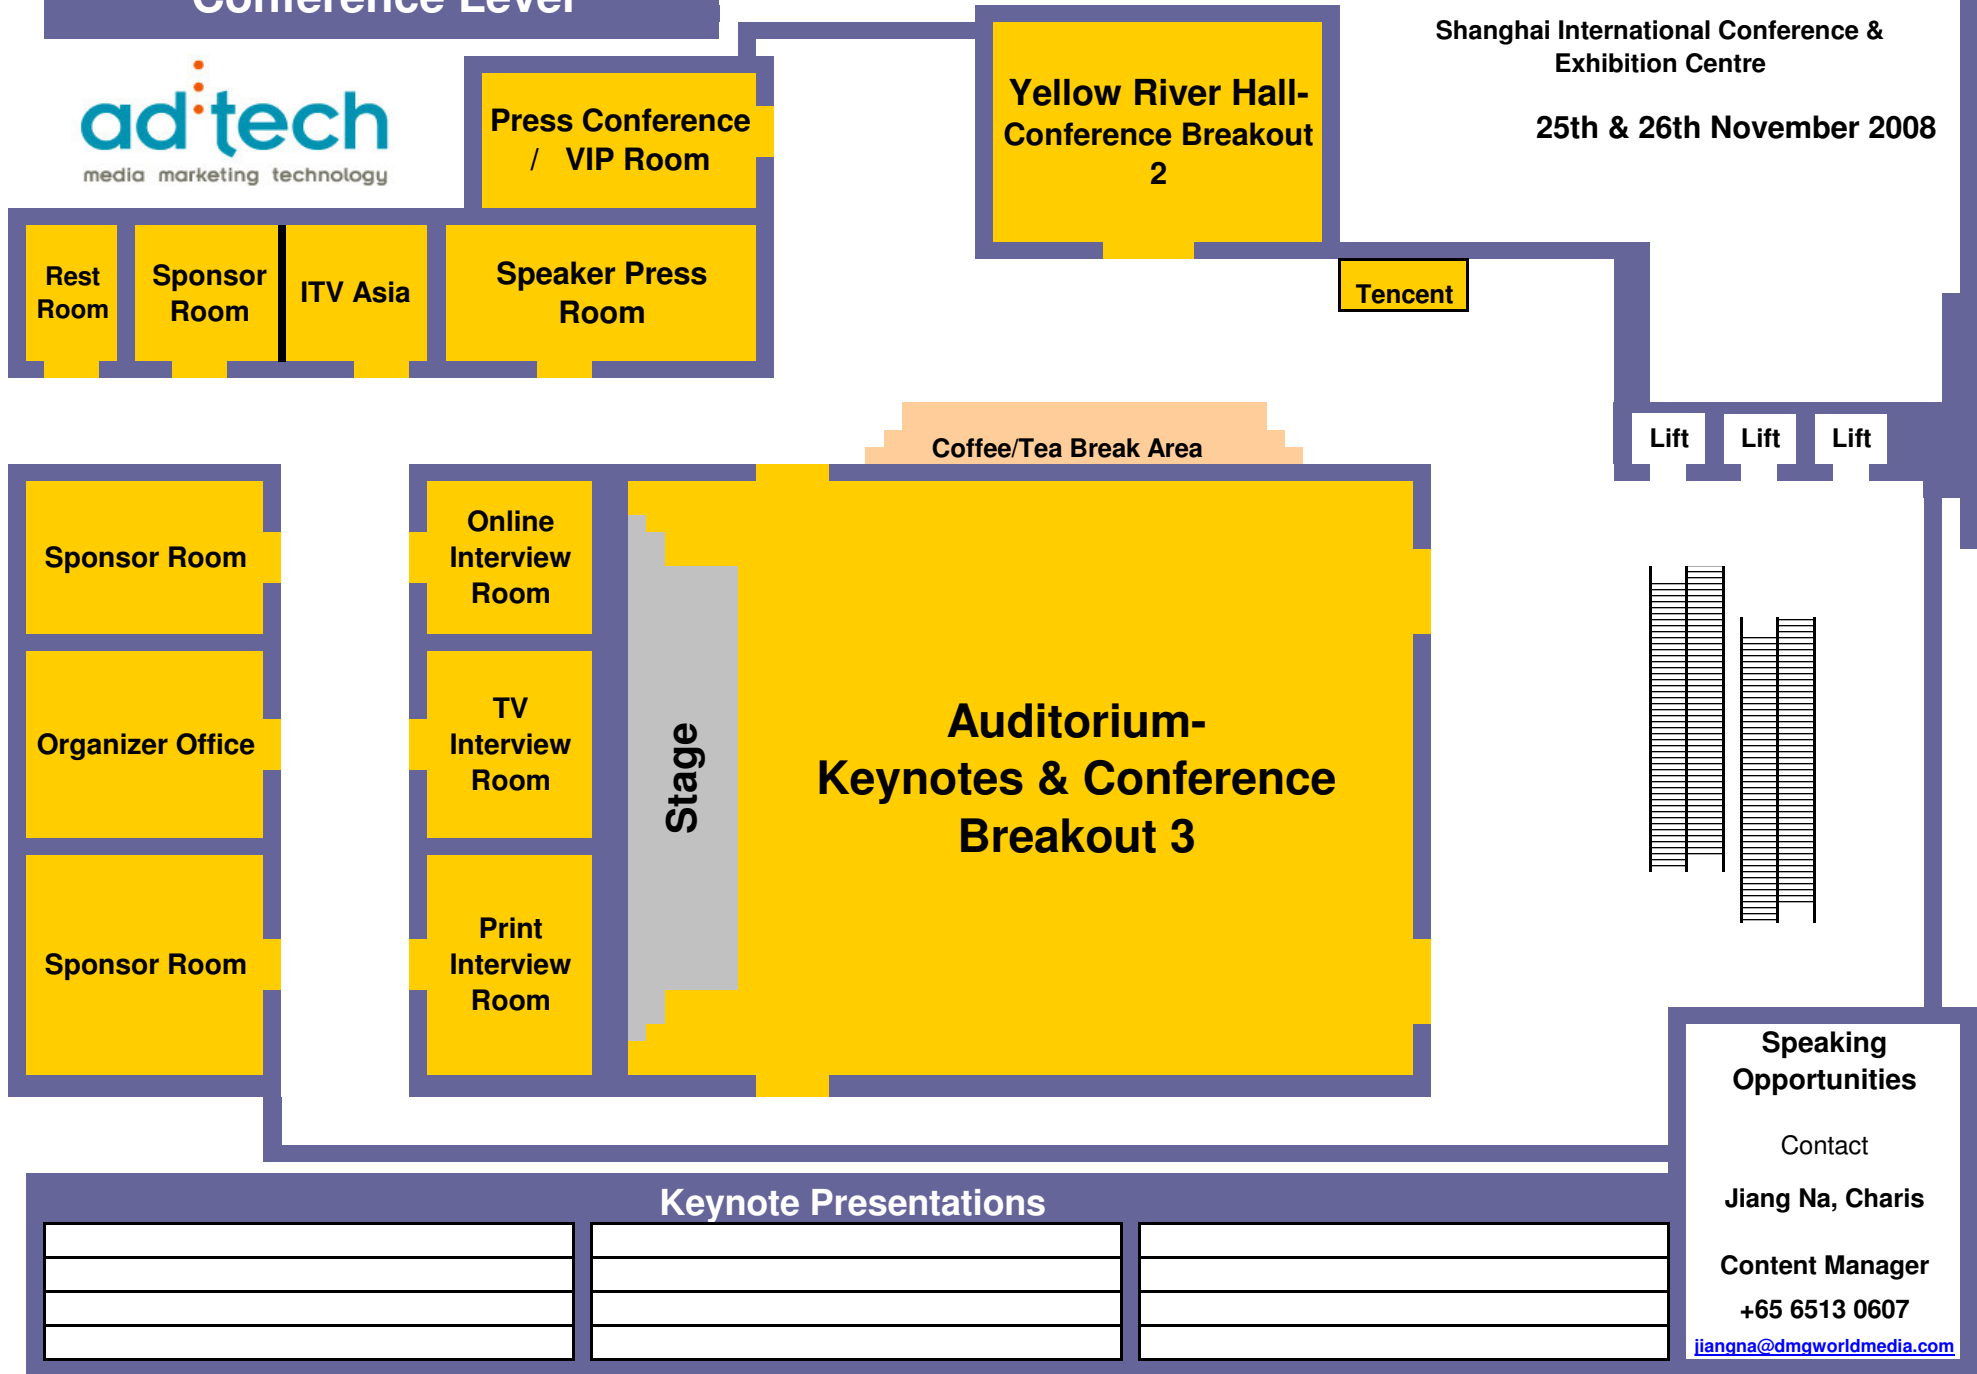 Conference Level
ad:tech
media marketing technology
Shanghai International Conference &
Exhibition Centre
25th & 26th November 2008
Press Conference
/ VIP Room
Yellow River Hall-
Conference Breakout
2
Rest
Room
Sponsor
Room
ITV Asia
Speaker Press
Room
Tencent
Coffee/Tea Break Area
Lift
Lift
Lift
Sponsor Room
Online
Interview
Room
Organizer Office
TV
Interview
Room
Stage
Auditorium-
Keynotes & Conference
Breakout 3
Sponsor Room
Print
Interview
Room
Speaking
Opportunities
Contact
Jiang Na, Charis
Content Manager
+65 6513 0607
jiangna@dmgworldmedia.com
Keynote Presentations